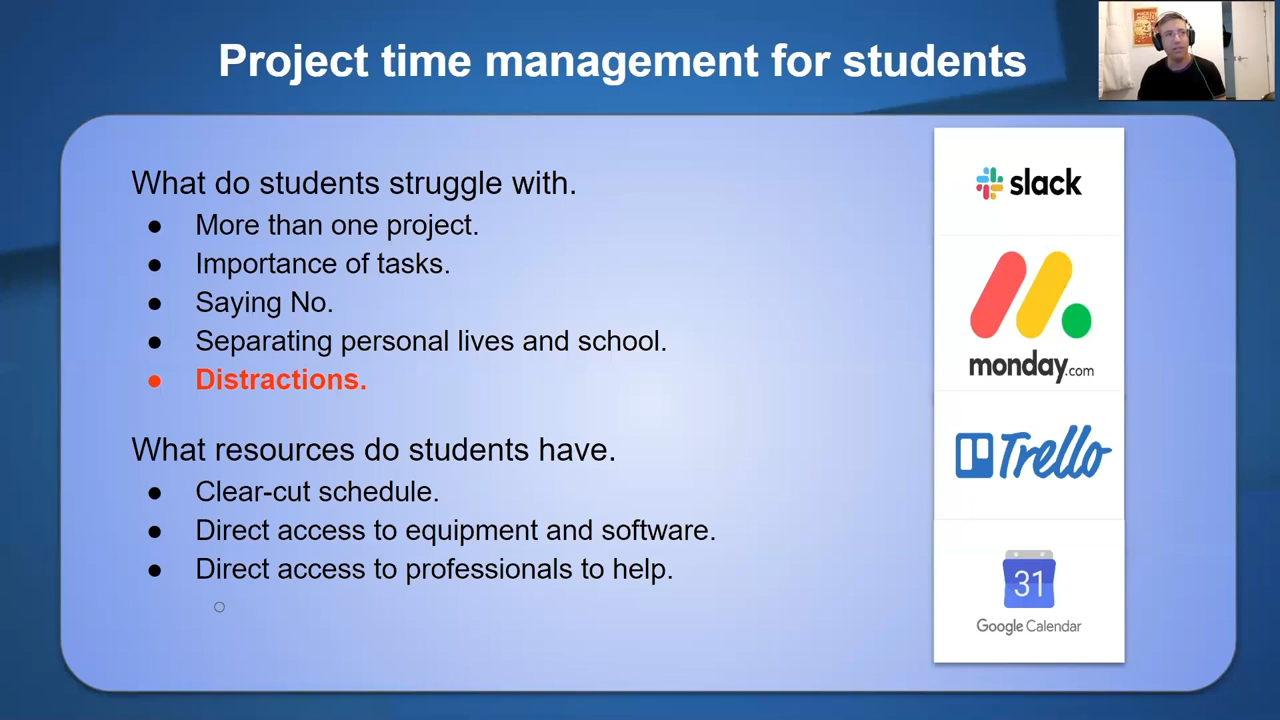 Project time management for students
What do students struggle with.
● More than one project.
● Importance of tasks.
● Saying No.
● Separating personal lives and school.
● Distractions.
What resources do students have.
● Clear-cut schedule.
● Direct access to equipment and software.
● Direct access to professionals to help.
○
slack
monday.com
Trello
31
Google Calendar